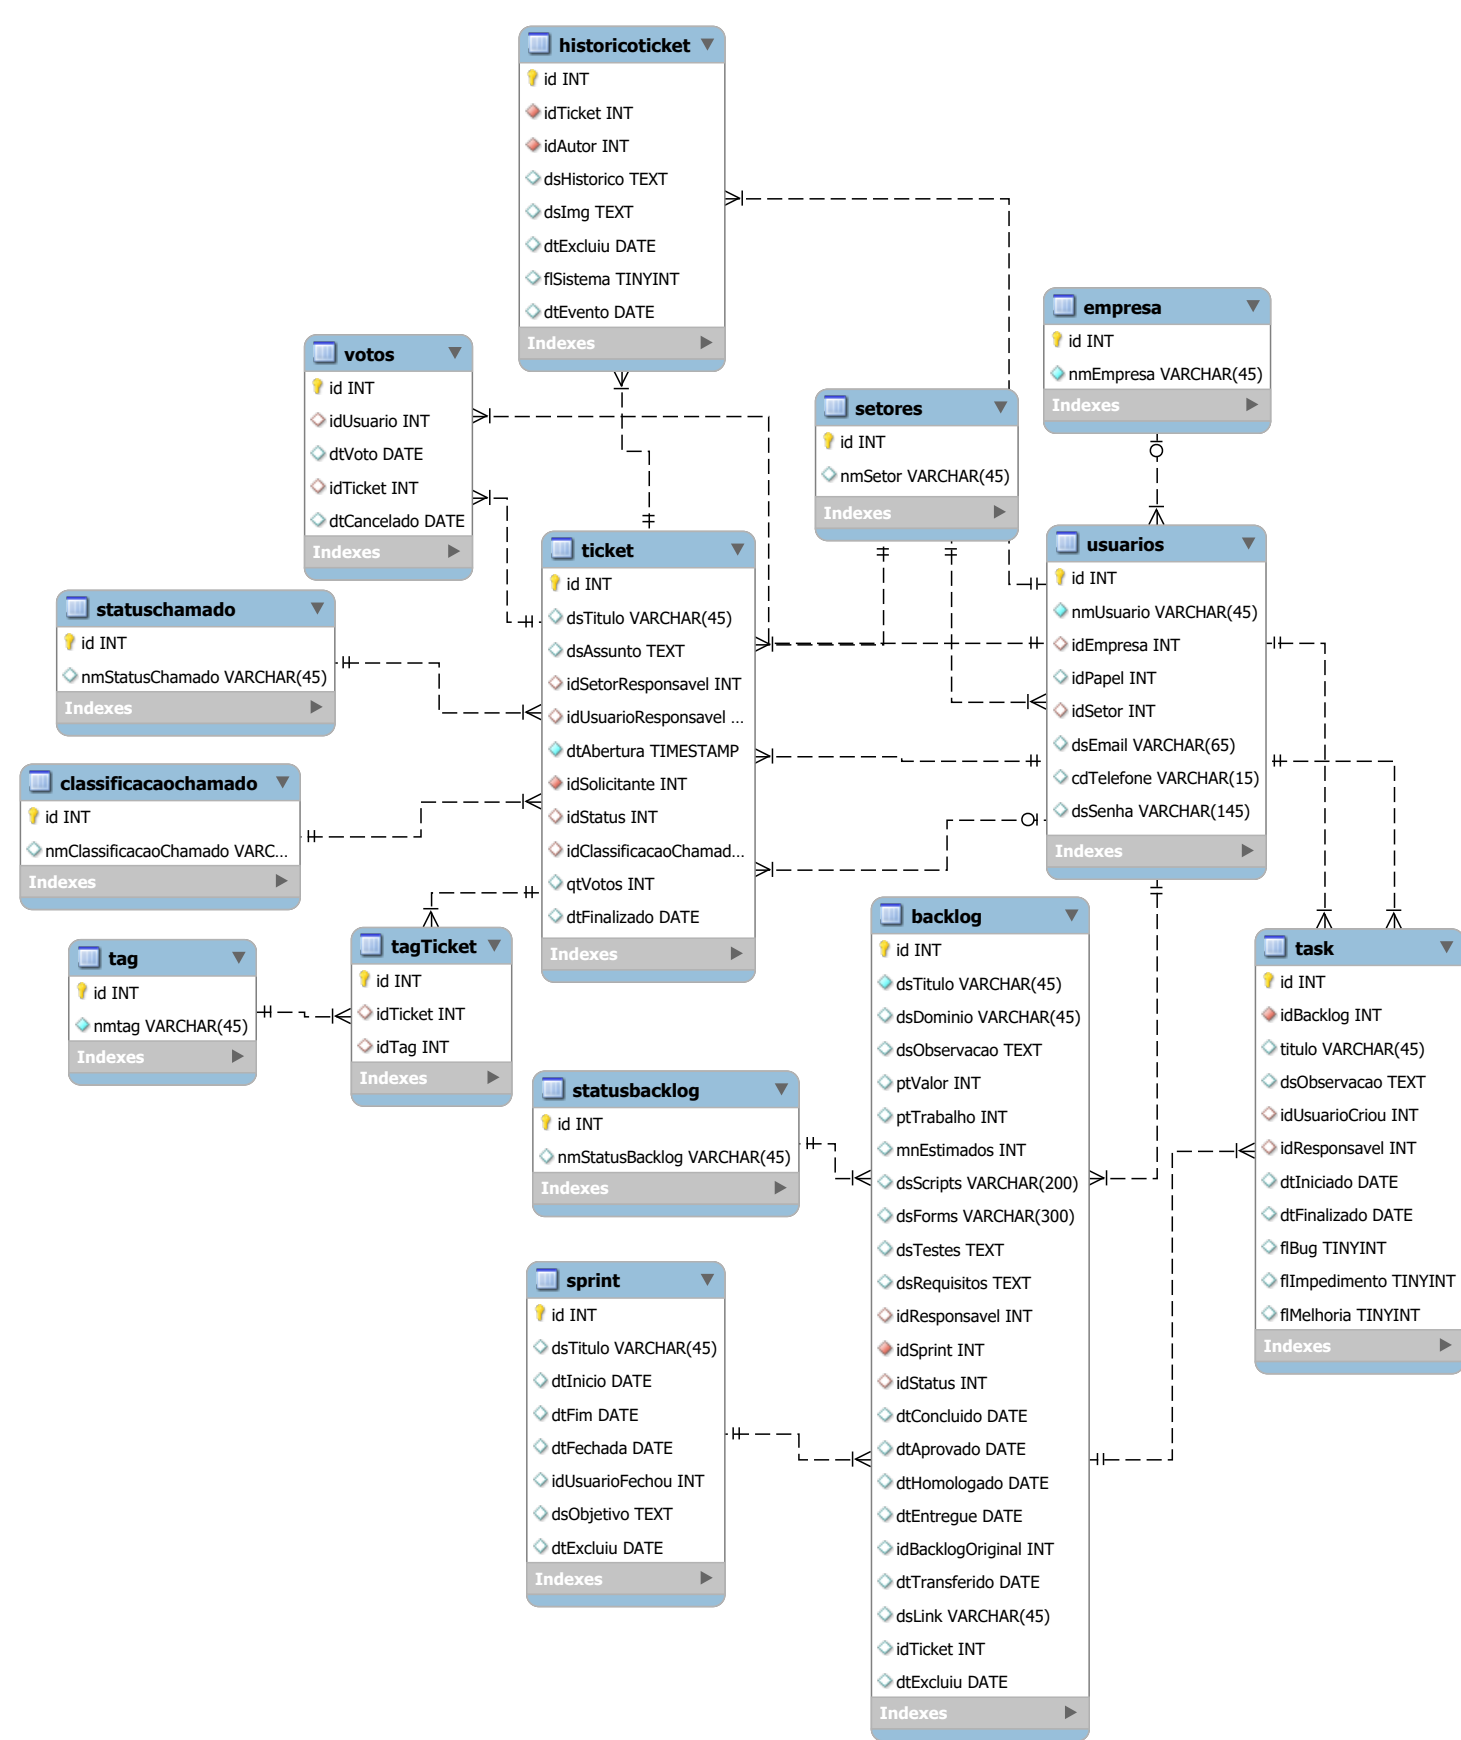 historicoticket
id INT
idTicket INT
idAutor INT
dsHistorico TEXT
dsImg TEXT
dtExcluiu DATE
flSistema TINYINT
dtEvento DATE
Indexes
empresa
id INT
nmEmpresa VARCHAR(45)
Indexes
votos
id INT
idUsuario INT
dtVoto DATE
idTicket INT
dtCancelado DATE
Indexes
setores
id INT
nmSetor VARCHAR(45)
Indexes
ticket
id INT
dsTitulo VARCHAR(45)
dsAssunto TEXT
idSetorResponsavel INT
idUsuarioResponsavel ...
dtAbertura TIMESTAMP
idSolicitante INT
idStatus INT
idClassificacaoChamad...
qtVotos INT
dtFinalizado DATE
Indexes
usuarios
id INT
nmUsuario VARCHAR(45)
idEmpresa INT
idPapel INT
idSetor INT
dsEmail VARCHAR(65)
cdTelefone VARCHAR(15)
dsSenha VARCHAR(145)
Indexes
statuschamado
id INT
nmStatusChamado VARCHAR(45)
Indexes
classificacaochamado
id INT
nmClassificacaoChamado VARC...
Indexes
tag
id INT
nmtag VARCHAR(45)
Indexes
tagTicket
id INT
idTicket INT
idTag INT
Indexes
backlog
id INT
dsTitulo VARCHAR(45)
dsDominio VARCHAR(45)
dsObservacao TEXT
ptValor INT
ptTrabalho INT
mnEstimados INT
dsScripts VARCHAR(200)
dsForms VARCHAR(300)
dsTestes TEXT
dsRequisitos TEXT
idResponsavel INT
idSprint INT
idStatus INT
dtConcluido DATE
dtAprovado DATE
dtHomologado DATE
dtEntregue DATE
idBacklogOriginal INT
dtTransferido DATE
dsLink VARCHAR(45)
idTicket INT
dtExcluiu DATE
Indexes
task
id INT
idBacklog INT
titulo VARCHAR(45)
dsObservacao TEXT
idUsuarioCriou INT
idResponsavel INT
dtIniciado DATE
dtFinalizado DATE
flBug TINYINT
flImpedimento TINYINT
flMelhoria TINYINT
Indexes
statusbacklog
id INT
nmStatusBacklog VARCHAR(45)
Indexes
sprint
id INT
dsTitulo VARCHAR(45)
dtInicio DATE
dtFim DATE
dtFechada DATE
idUsuarioFechou INT
dsObjetivo TEXT
dtExcluiu DATE
Indexes